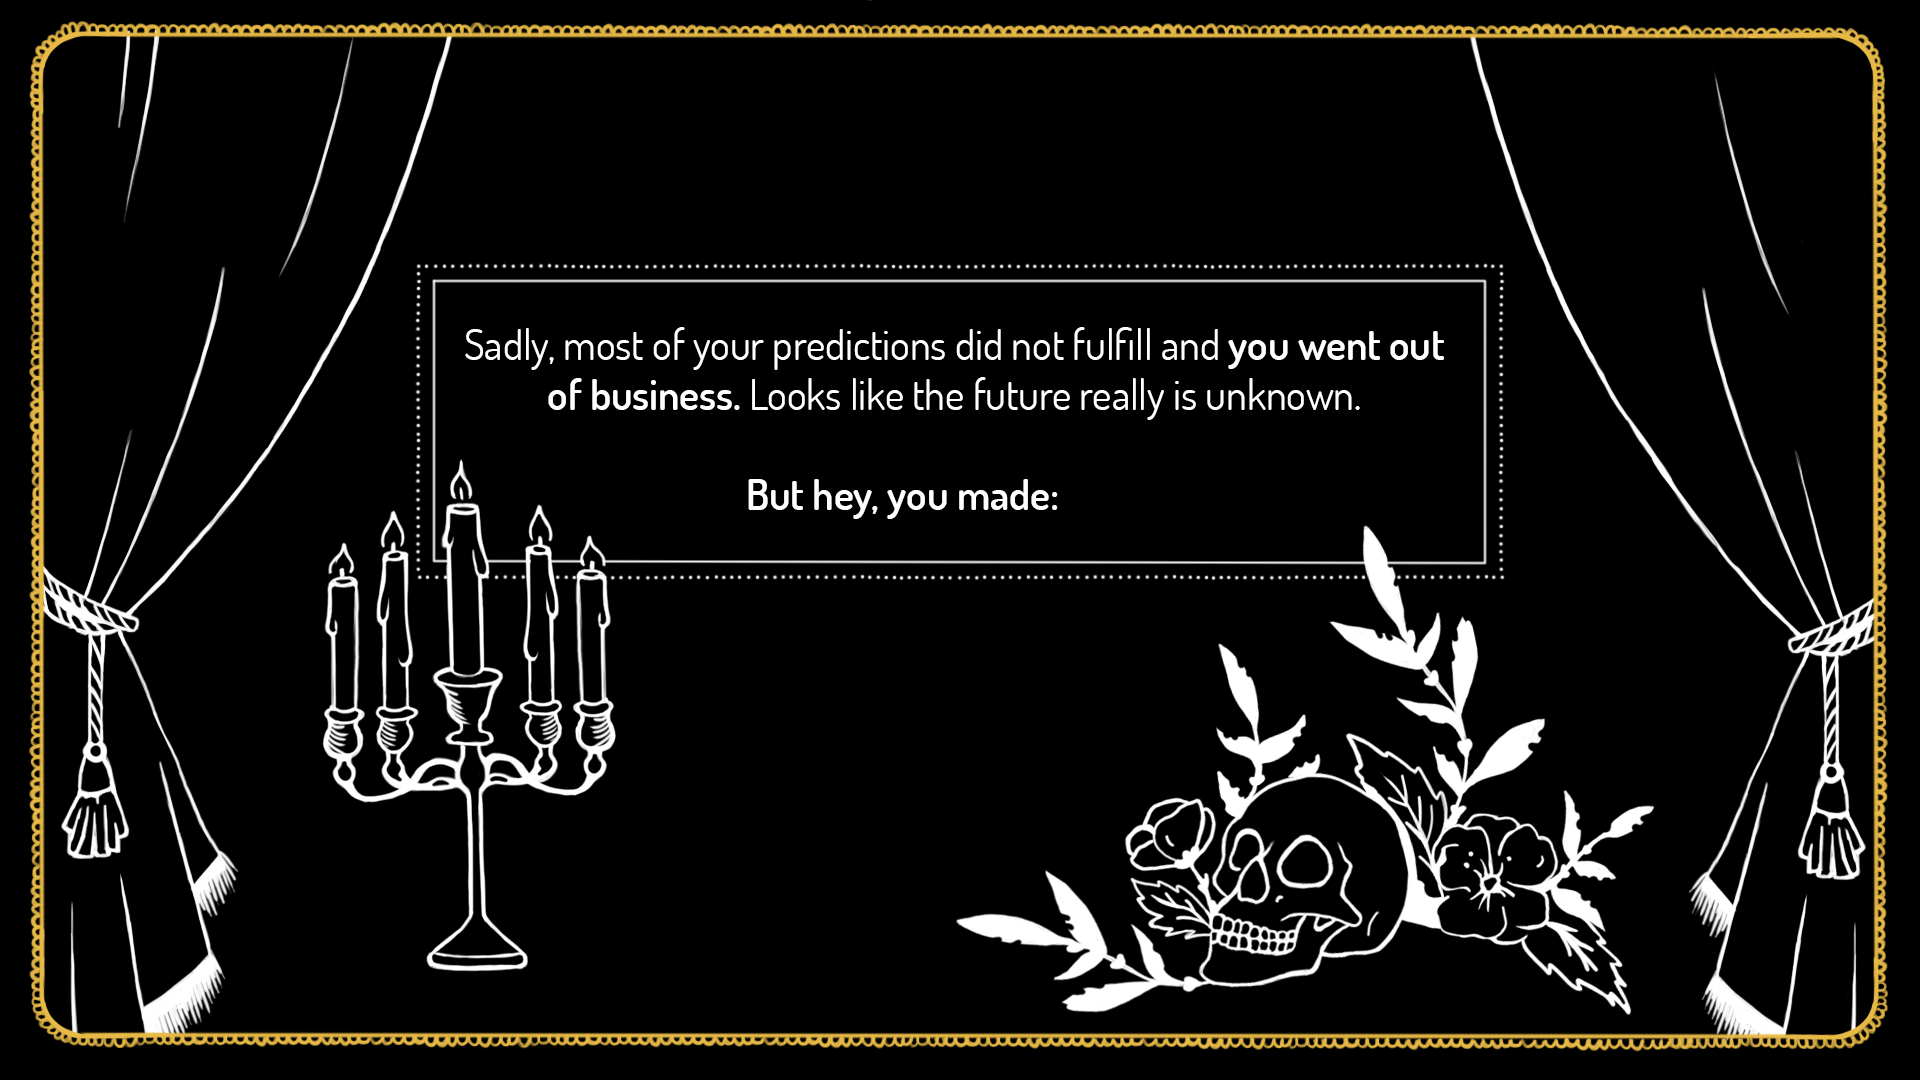 Sadly, most of your predictions did not fulfill and you went out
of business. Looks like the future really is unknown.
But hey, you made: